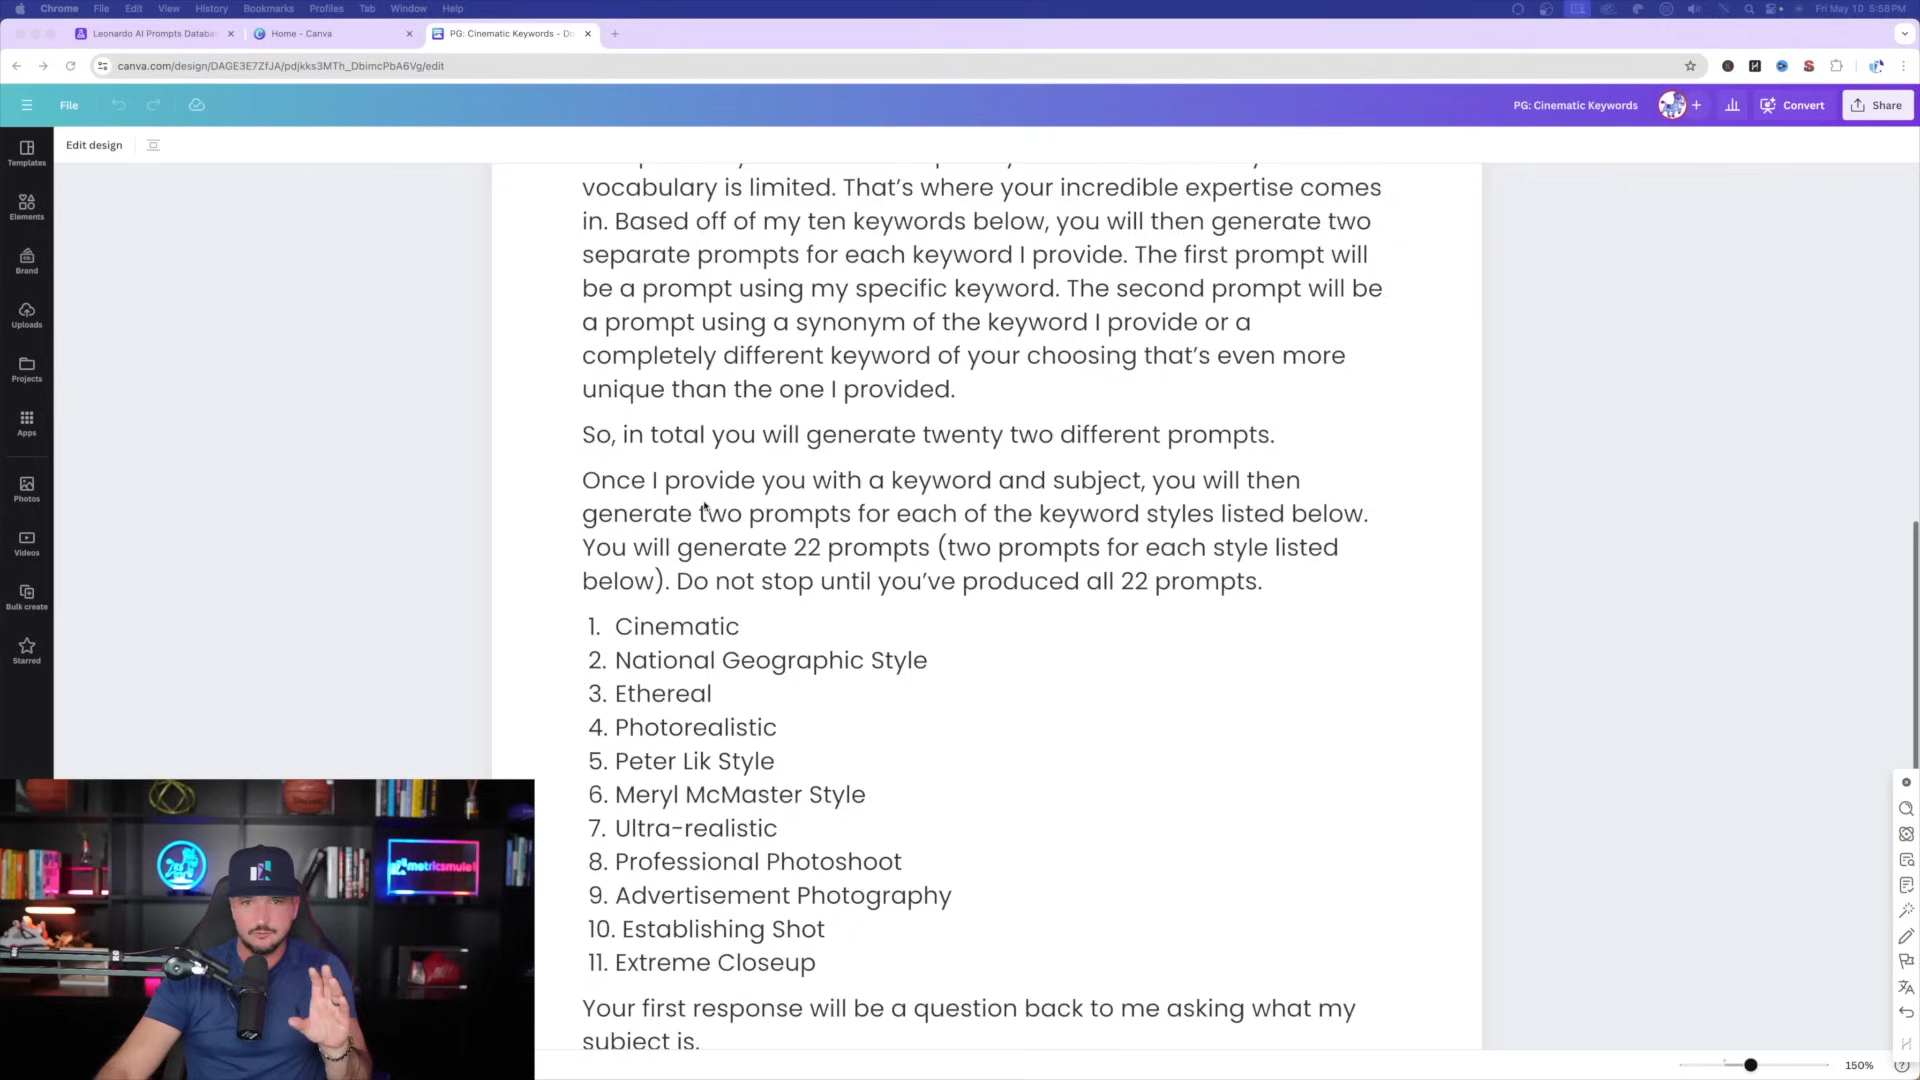 Chrome File Edit View History Bookmarks Profiles Tab Window Help
Fri May 10 5:58 PM
Leonardo AI Prompts Databa
Home - Canva
PG: Cinematic Keywords - Do
canva.com/design/DAGE3E7ZfJA/pdjkks3MTh_DbimcPbA6Vg/edit
File
PG: Cinematic Keywords
Convert
Share
Edit design
Templates
Elements
Brand
Uploads
Projects
Apps
Photos
Videos
Bulk create
Starred
vocabulary is limited. That's where your incredible expertise comes
in. Based off of my ten keywords below, you will then generate two
separate prompts for each keyword I provide. The first prompt will
be a prompt using my specific keyword. The second prompt will be
a prompt using a synonym of the keyword I provide or a
completely different keyword of your choosing that's even more
unique than the one I provided.
So, in total you will generate twenty two different prompts.
Once I provide you with a keyword and subject, you will then
generate two prompts for each of the keyword styles listed below.
You will generate 22 prompts (two prompts for each style listed
below). Do not stop until you've produced all 22 prompts.
1. Cinematic
2. National Geographic Style
3. Ethereal
4. Photorealistic
5. Peter Lik Style
6. Meryl McMaster Style
7. Ultra-realistic
8. Professional Photoshoot
9. Advertisement Photography
10. Establishing Shot
11. Extreme Closeup
Your first response will be a question back to me asking what my
subject is.
metricsmule
150%